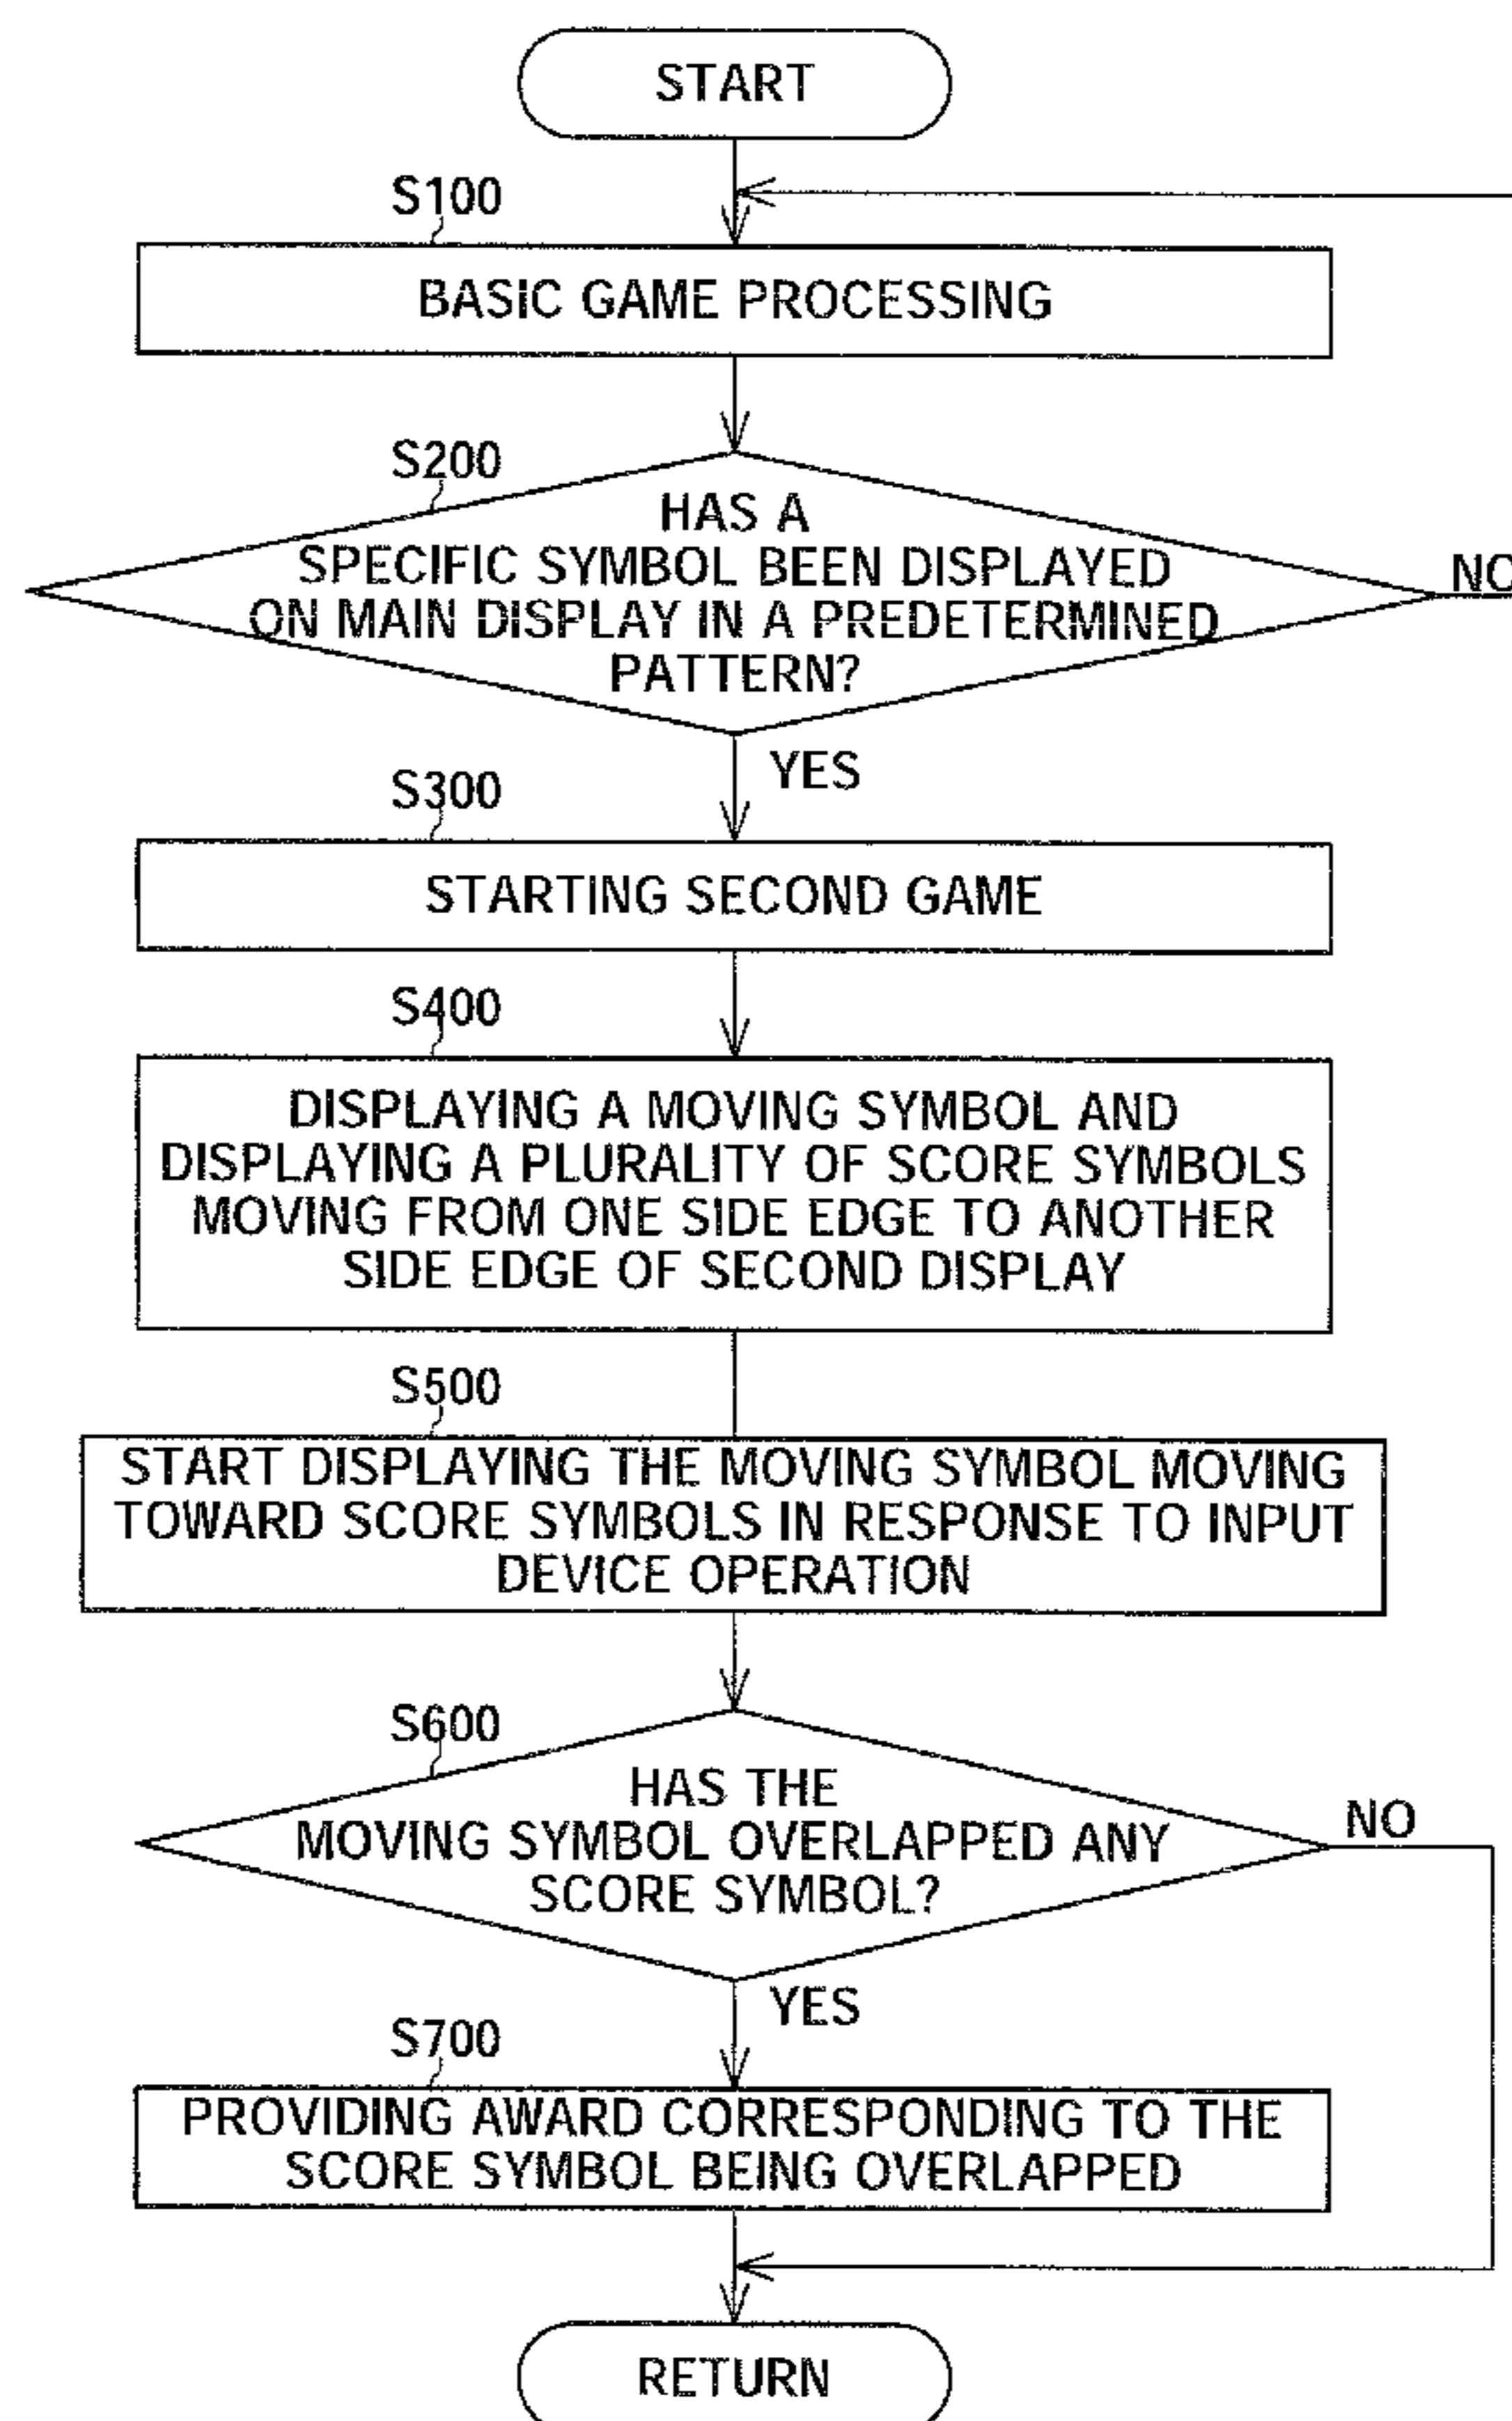 START
S100
BASIC GAME PROCESSING
S200
HAS A
SPECIFIC SYMBOL BEEN DISPLAYED
ON MAIN DISPLAY IN A PREDETERMINED
PATTERN?
NO
YES
S300
STARTING SECOND GAME
S400
DISPLAYING A MOVING SYMBOL AND
DISPLAYING A PLURALITY OF SCORE SYMBOLS
MOVING FROM ONE SIDE EDGE TO ANOTHER
SIDE EDGE OF SECOND DISPLAY
S500
START DISPLAYING THE MOVING SYMBOL MOVING
TOWARD SCORE SYMBOLS IN RESPONSE TO INPUT
DEVICE OPERATION
S600
HAS THE
MOVING SYMBOL OVERLAPPED ANY
SCORE SYMBOL?
NO
YES
S700
PROVIDING AWARD CORRESPONDING TO THE
SCORE SYMBOL BEING OVERLAPPED
RETURN